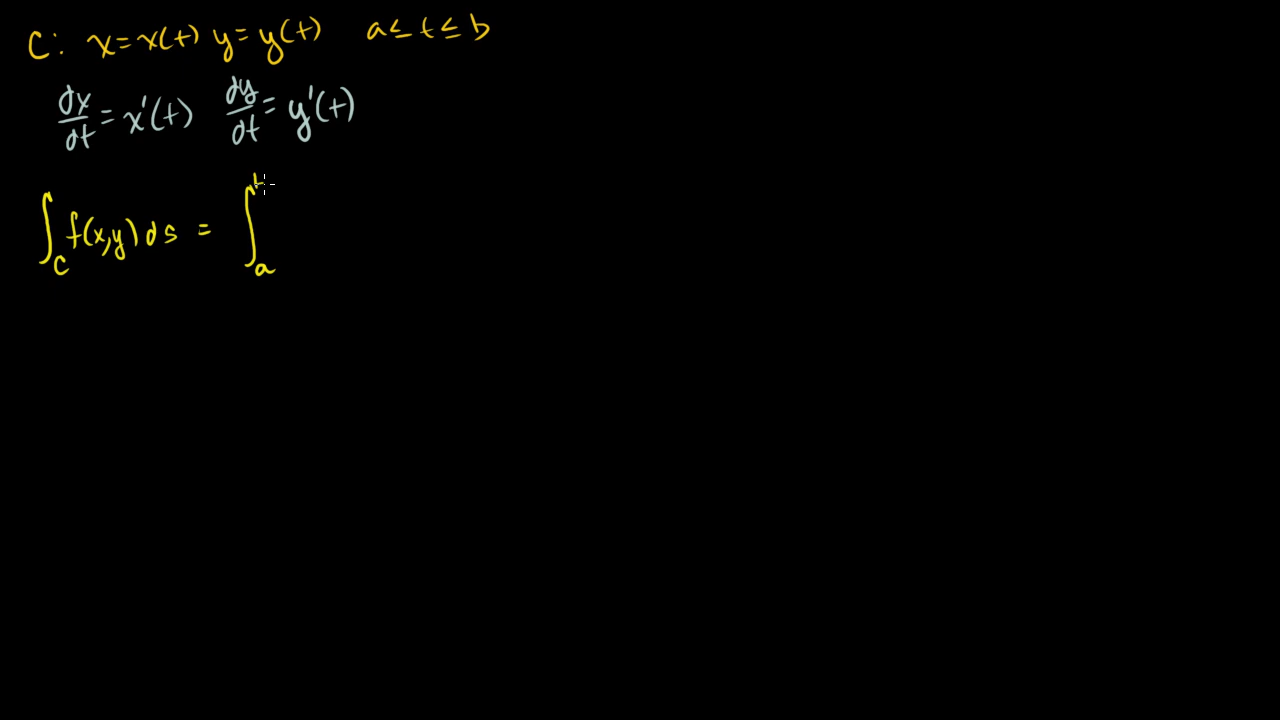 C: x=x(t) y=y(t) a≤t≤b
dx/dt=x'(t) dy/dt=y'(t)
∫_C f(x,y)ds = ∫_a